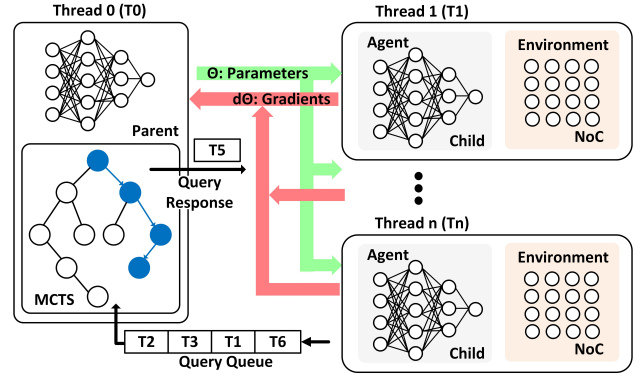 Thread 0 (T0)
Parent
MCTS
Θ: Parameters
dΘ: Gradients
T5
Query
Response
T2 T3 T1 T6
Query Queue
Thread 1 (T1)
Agent
Child
Environment
NoC
Thread n (Tn)
Agent
Child
Environment
NoC